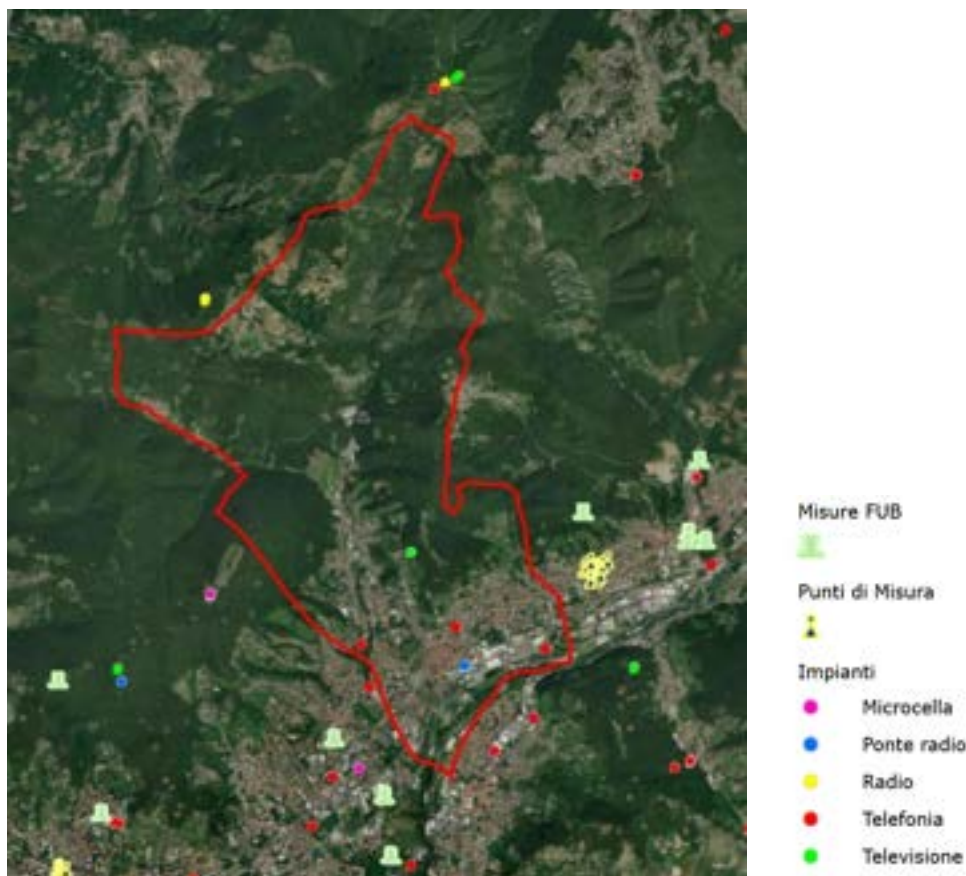 Misure FUB
Punti di Misura
Impianti
Microcella
Ponte radio
Radio
Telefonia
Televisione